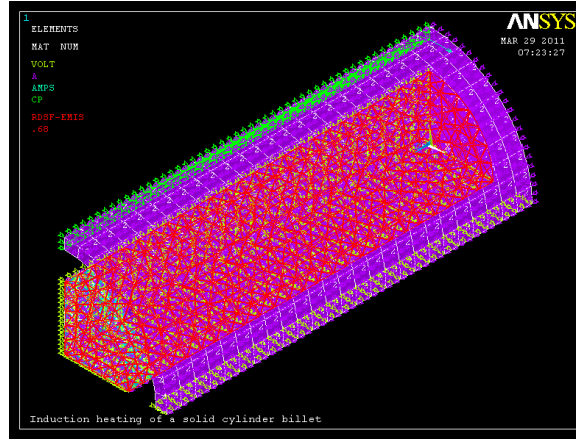 1
ELEMENTS
MAT NUM
VOLT
A
AMPS
CP
RDSF-EMIS
.68
ANSYS
MAR 29 2011
07:23:27
Induction heating of a solid cylinder billet